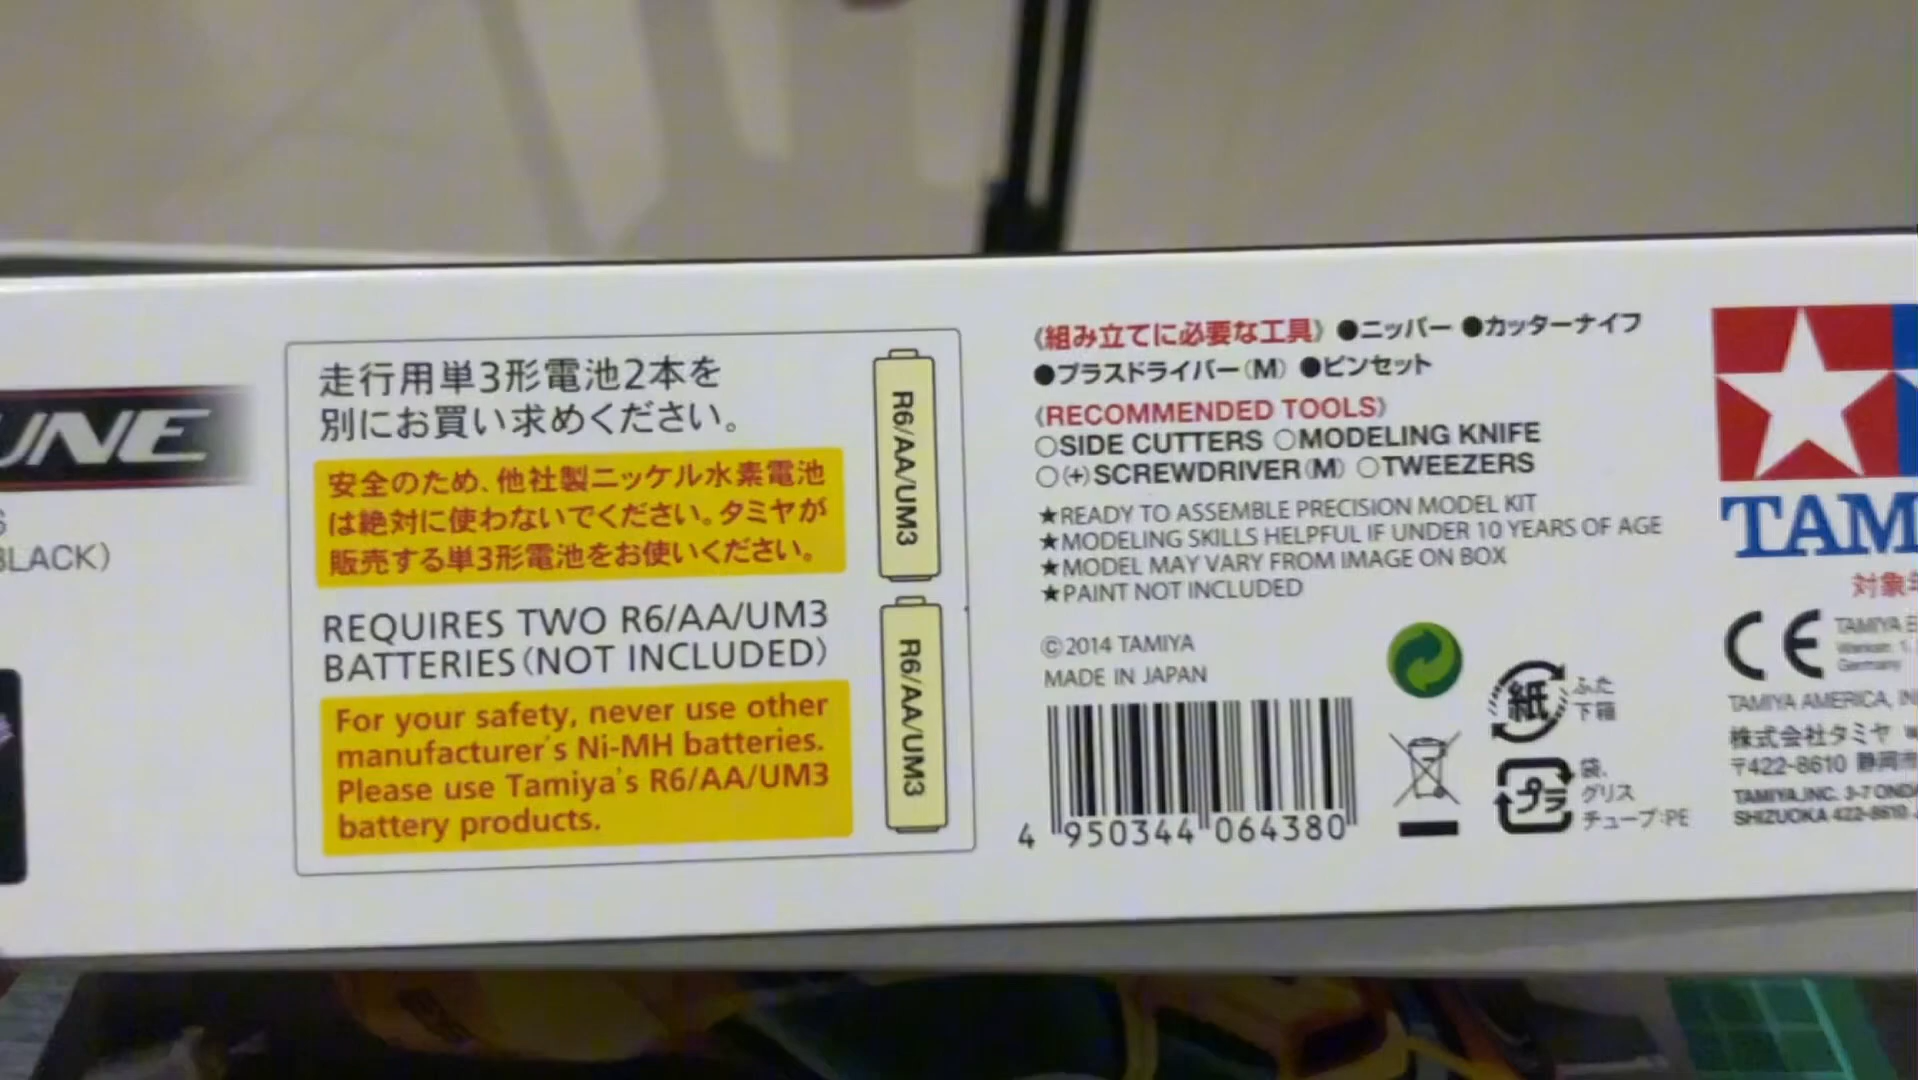 UNE
BLACK)
走行用単3形電池2本を
別にお買い求めください。
安全のため、他社製ニッケル水素電池
は絶対に使わないでください。タミヤが
販売する単3形電池をお使いください。
REQUIRES TWO R6/AA/UM3
BATTERIES (NOT INCLUDED)
For your safety, never use other
manufacturer's Ni-MH batteries.
Please use Tamiya's R6/AA/UM3
battery products.
R6/AA/UM3
R6/AA/UM3
《組み立てに必要な工具》 ●ニッパー ●カッターナイフ
●プラスドライバー(M) ●ピンセット
《RECOMMENDED TOOLS》
○SIDE CUTTERS ○MODELING KNIFE
○(+)SCREWDRIVER(M) ○TWEEZERS
★READY TO ASSEMBLE PRECISION MODEL KIT
★MODELING SKILLS HELPFUL IF UNDER 10 YEARS OF AGE
★MODEL MAY VARY FROM IMAGE ON BOX
★PAINT NOT INCLUDED
©2014 TAMIYA
MADE IN JAPAN
4 950344 064380
紙
ふた
下箱
プラ
袋、
グリス
チューブ:PE
TAM
対象
CE
TAMIYA
Germany
TAMIYA AMERICA,
株式会社タミヤ
〒422-8610 静岡市
TAMIYA,INC. 3-7
SHIZUOKA 422-8610